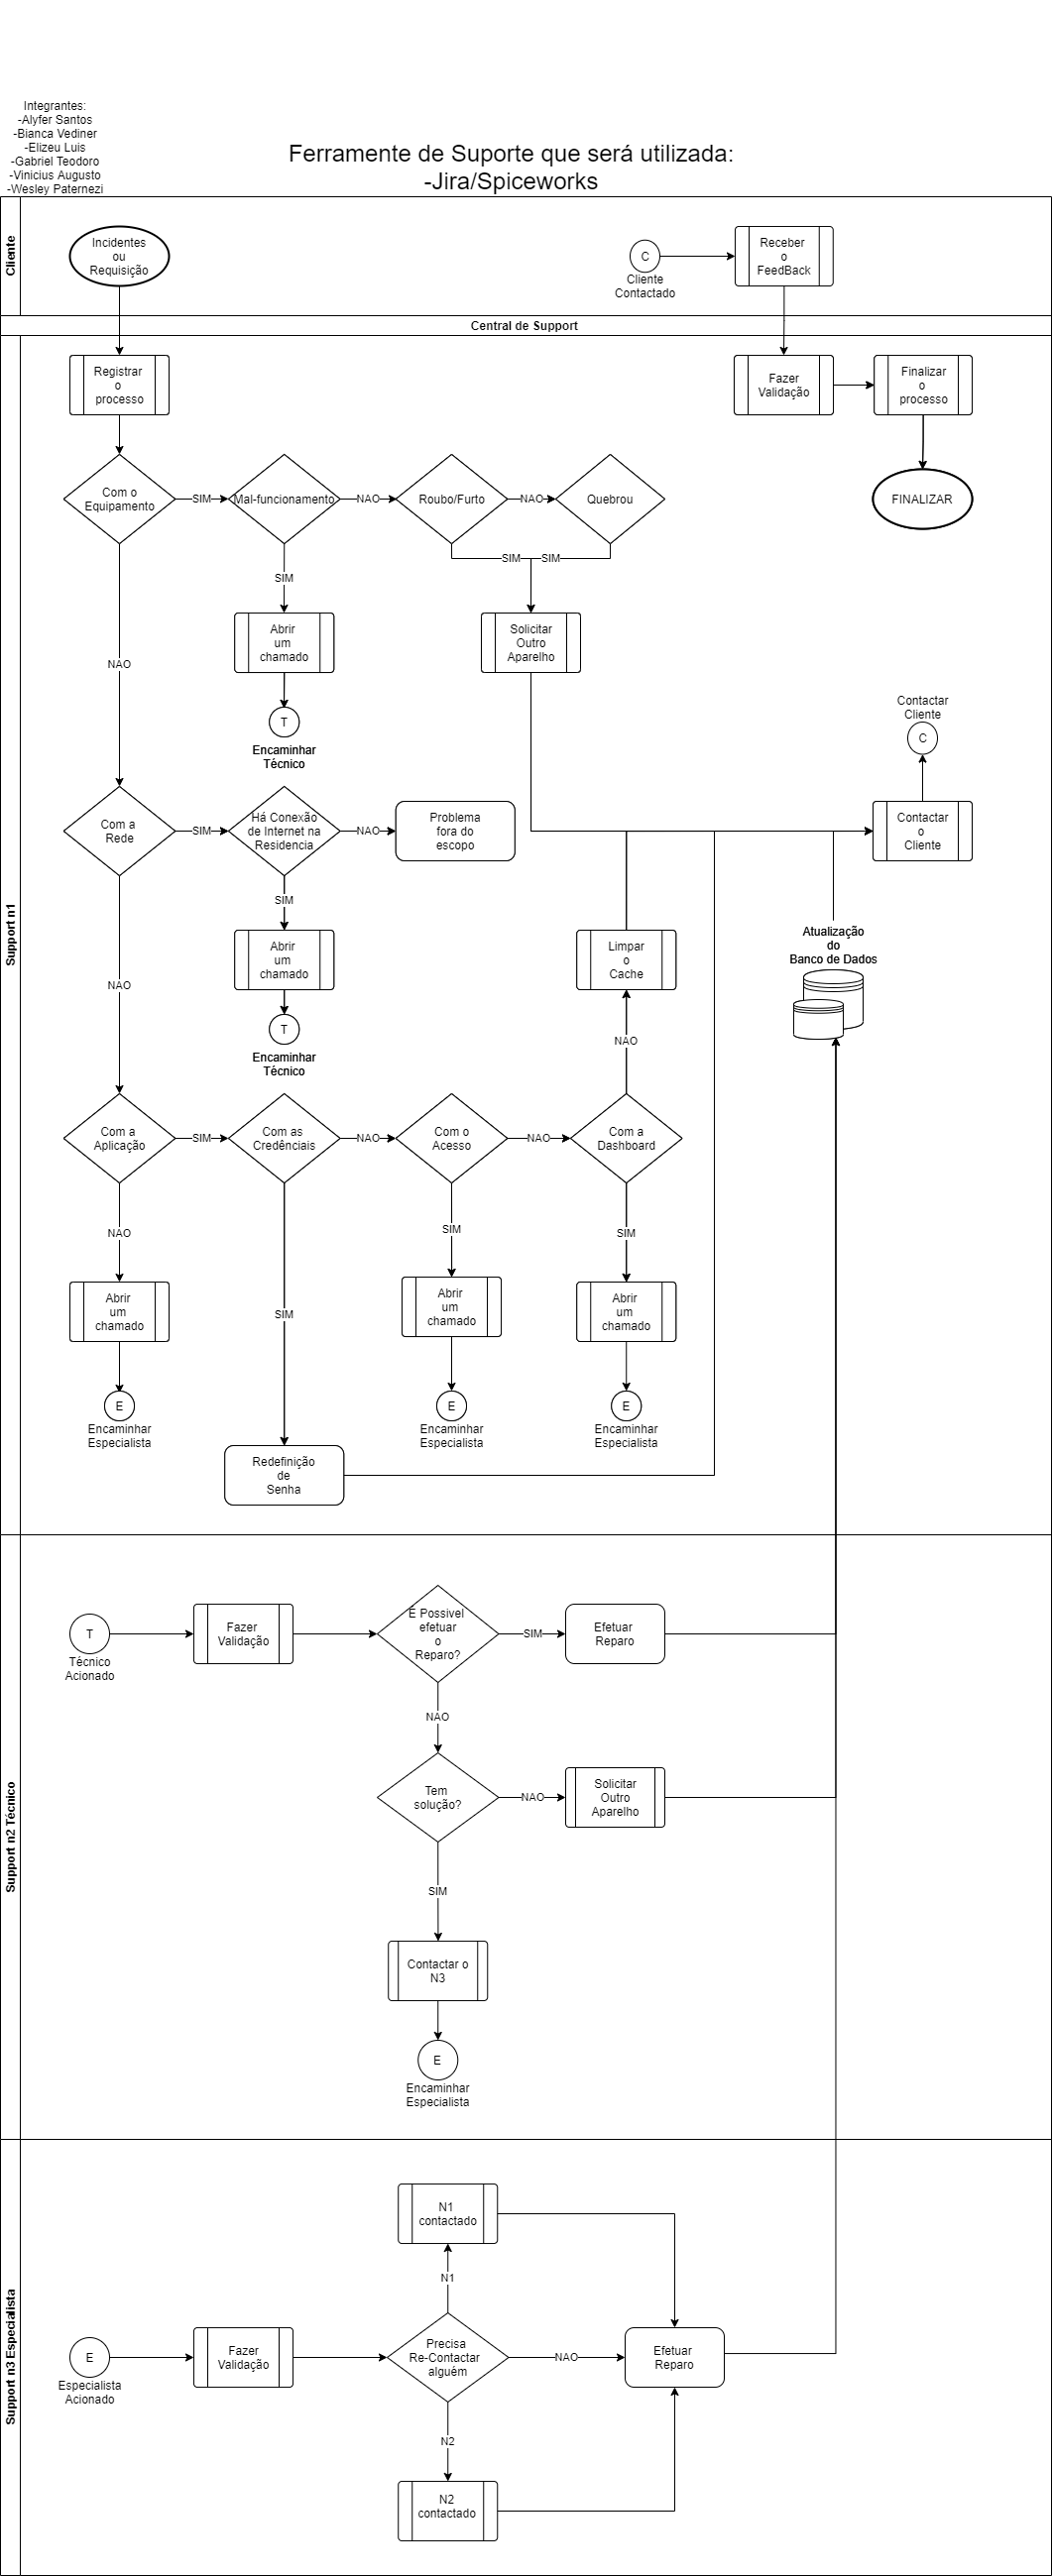 Integrantes:
-Alyfer Santos
-Bianca Vediner
-Elizeu Luis
-Gabriel Teodoro
-Vinicius Augusto
-Wesley Paternezi
Ferramente de Suporte que será utilizada:
-Jira/Spiceworks
Cliente
Incidentes
ou
Requisição
C
Cliente
Contactado
Receber
o
FeedBack
Central de Support
Support n1
Registrar
o
processo
Fazer
Validação
Finalizar
o
processo
FINALIZAR
Com o
Equipamento
SIM
Mal-funcionamento
NAO
Roubo/Furto
NAO
Quebrou
SIM
SIM
SIM
Abrir
um
chamado
Solicitar
Outro
Aparelho
NAO
T
Encaminhar
Técnico
Contactar
Cliente
C
Com a
Rede
SIM
Há Conexão
de Internet na
Residencia
NAO
Problema
fora do
escopo
Contactar
o
Cliente
SIM
Abrir
um
chamado
Limpar
o
Cache
Atualização
do
Banco de Dados
NAO
T
Encaminhar
Técnico
NAO
Com a
Aplicação
SIM
Com as
Credênciais
NAO
Com o
Acesso
NAO
Com a
Dashboard
NAO
SIM
SIM
SIM
Abrir
um
chamado
Abrir
um
chamado
Abrir
um
chamado
E
Encaminhar
Especialista
E
Encaminhar
Especialista
E
Encaminhar
Especialista
Redefinição
de
Senha
Support n2 Técnico
T
Técnico
Acionado
Fazer
Validação
E Possivel
efetuar
o
Reparo?
SIM
Efetuar
Reparo
NAO
Tem
solução?
NAO
Solicitar
Outro
Aparelho
SIM
Contactar o
N3
E
Encaminhar
Especialista
Support n3 Especialista
N1
contactado
N1
E
Especialista
Acionado
Fazer
Validação
Precisa
Re-Contactar
alguém
NAO
Efetuar
Reparo
N2
N2
contactado